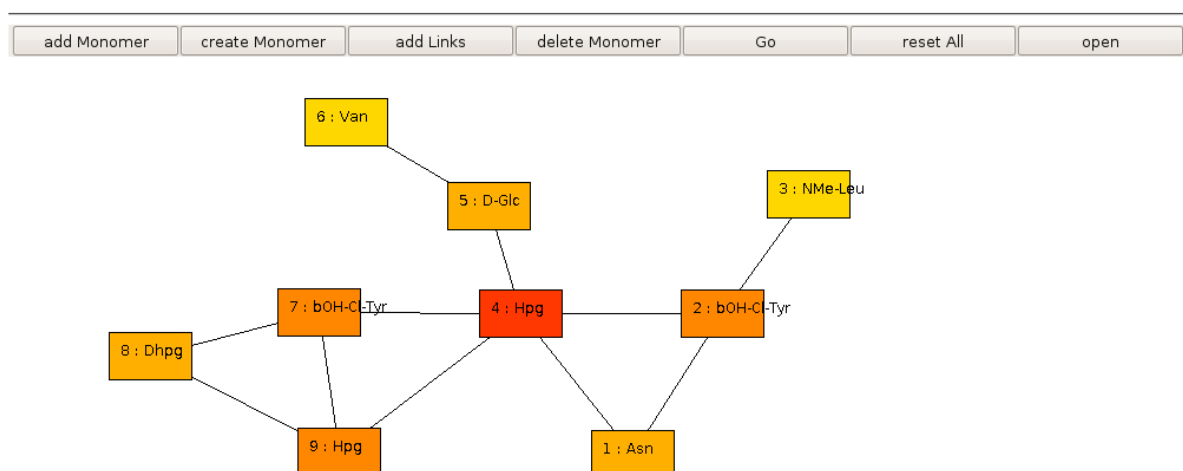 add Monomer create Monomer add Links delete Monomer Go reset All open
6 : Van
3 : NMe-Leu
5 : D-Glc
7 : bOH-Cl-Tyr
4 : Hpg
2 : bOH-Cl-Tyr
8 : Dhpg
9 : Hpg
1 : Asn